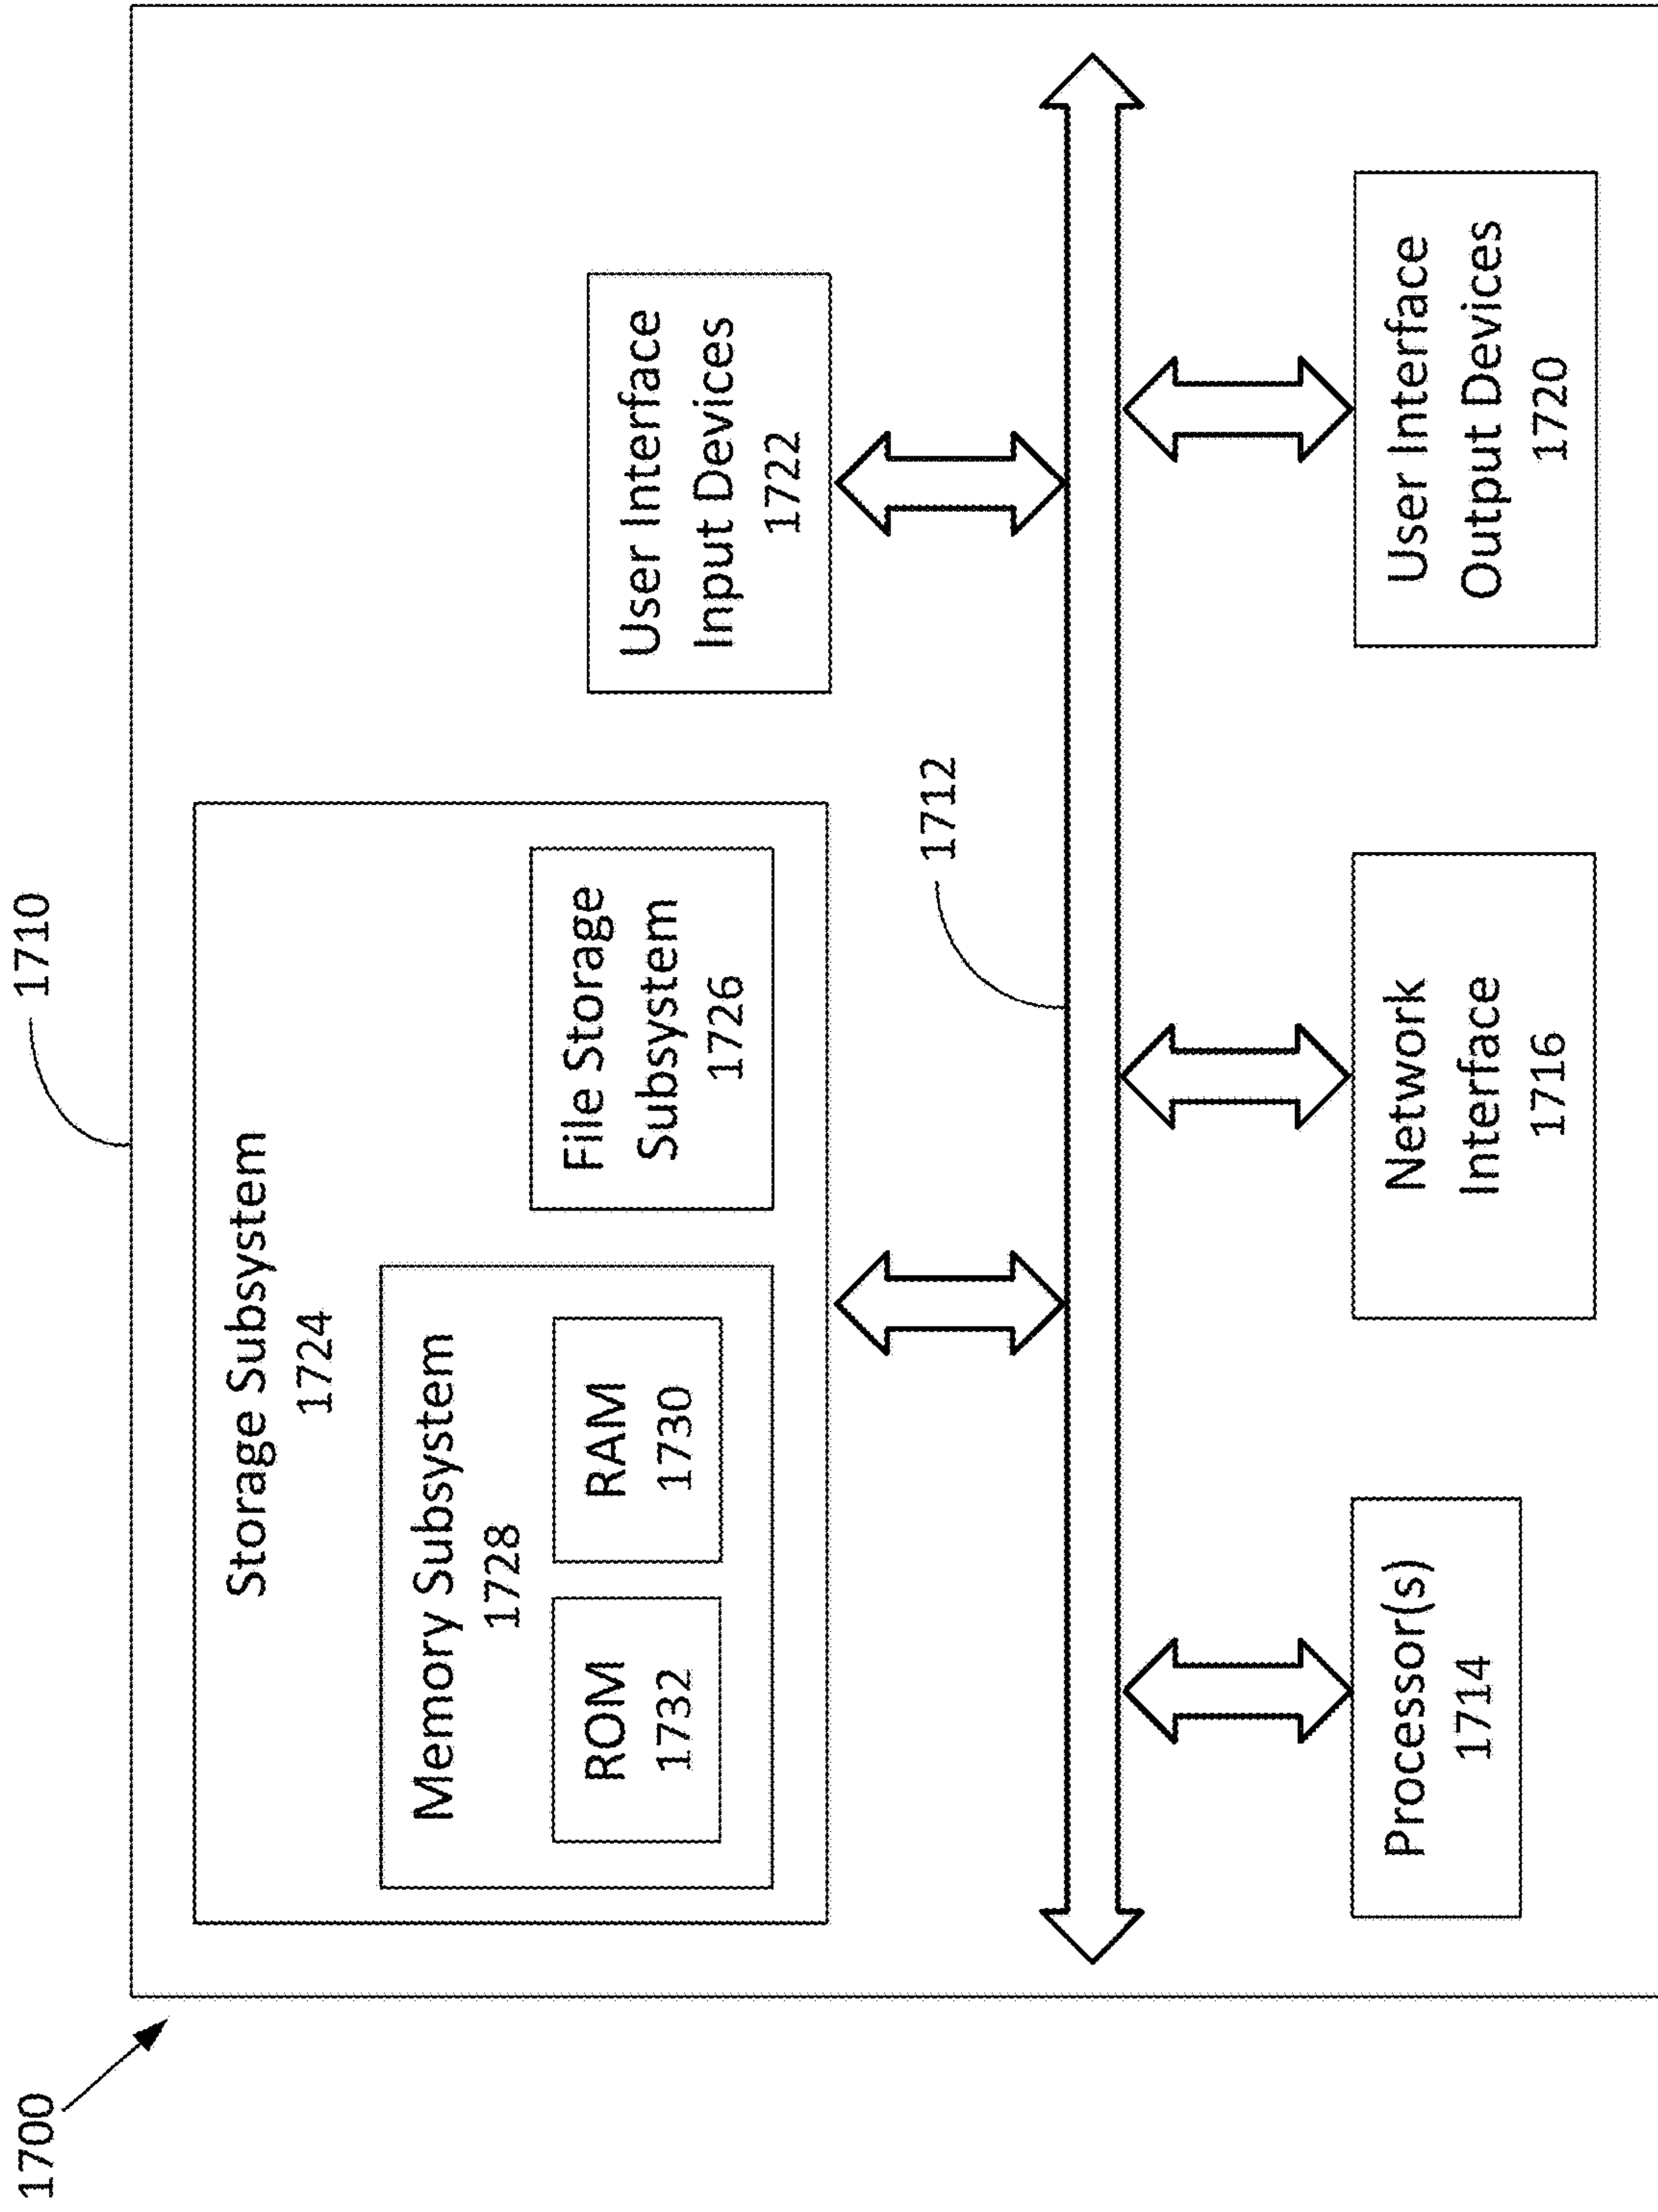 1700
1710
Storage Subsystem
1724
Memory Subsystem
1728
ROM
1732
RAM
1730
File Storage
Subsystem
1726
User Interface
Input Devices
1722
1712
Processor(s)
1714
Network
Interface
1716
User Interface
Output Devices
1720